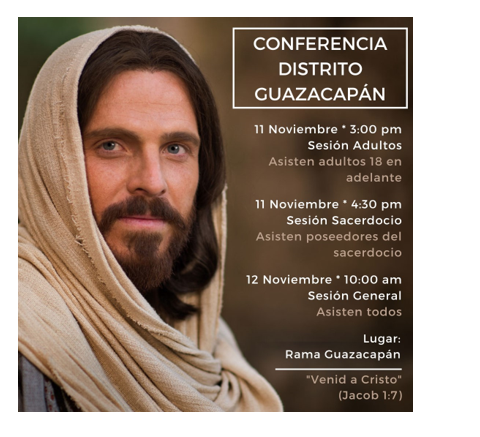 CONFERENCIA
DISTRITO
GUAZACAPÁN
11 Noviembre * 3:00 pm
Sesión Adultos
Asisten adultos 18 en
adelante
11 Noviembre * 4:30 pm
Sesión Sacerdocio
Asisten poseedores del
sacerdocio
12 Noviembre * 10:00 am
Sesión General
Asisten todos
Lugar:
Rama Guazacapán
"Venid a Cristo"
(Jacob 1:7)